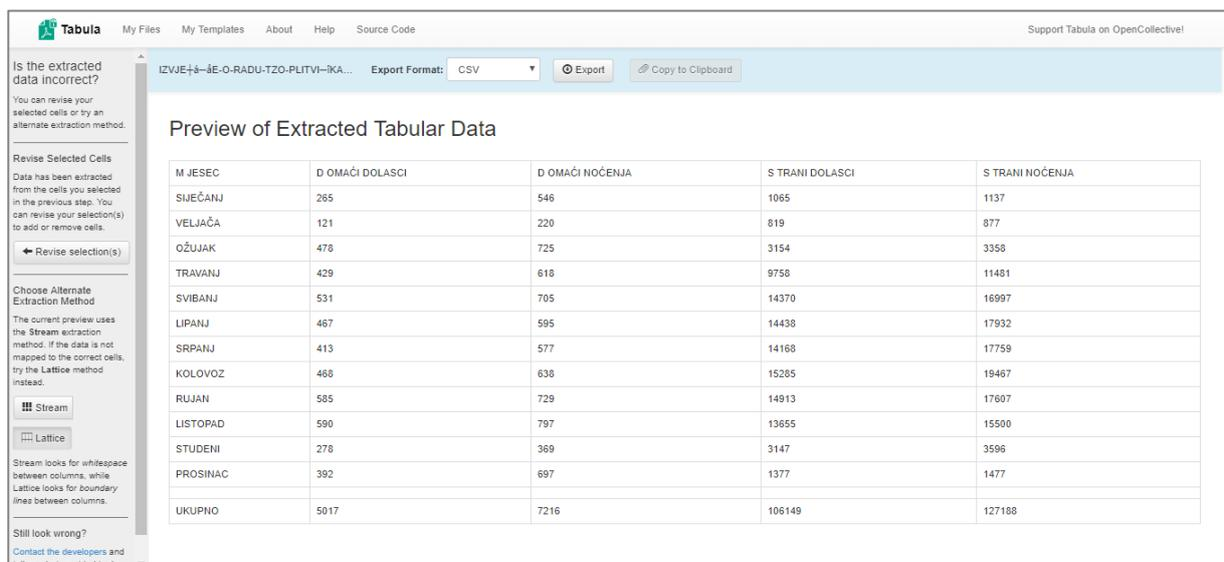 Tabula My Files My Templates About Help Source Code Support Tabula on OpenCollective!
Is the extracted
data incorrect?
You can revise your
selected cells or try an
alternate extraction method.
Revise Selected Cells
Data has been extracted
from the cells you selected
in the previous step. You
can revise your selection(s)
to add or remove cells.
Revise selection(s)
Choose Alternate
Extraction Method
The current preview uses
the Stream extraction
method. If the data is not
mapped to the correct cells,
try the Lattice method
instead.
Stream
Lattice
Stream looks for whitespace
between columns, while
Lattice looks for boundary
lines between columns.
Still look wrong?
Contact the developers and
Export Format: CSV Export Copy to Clipboard
Preview of Extracted Tabular Data
M JESEC D OMAĆI DOLASCI D OMAĆI NOĆENJA S TRANI DOLASCI S TRANI NOĆENJA
SIJEČANJ 265 546 1065 1137
VELJAČA 121 220 819 877
OŽUJAK 478 725 3154 3358
TRAVANJ 429 618 9758 11481
SVIBANJ 531 705 14370 16997
LIPANJ 467 595 14438 17932
SRPANJ 413 577 14168 17759
KOLOVOZ 468 638 15285 19467
RUJAN 585 729 14913 17607
LISTOPAD 590 797 13655 15500
STUDENI 278 369 3147 3596
PROSINAC 392 697 1377 1477
UKUPNO 5017 7216 106149 127188